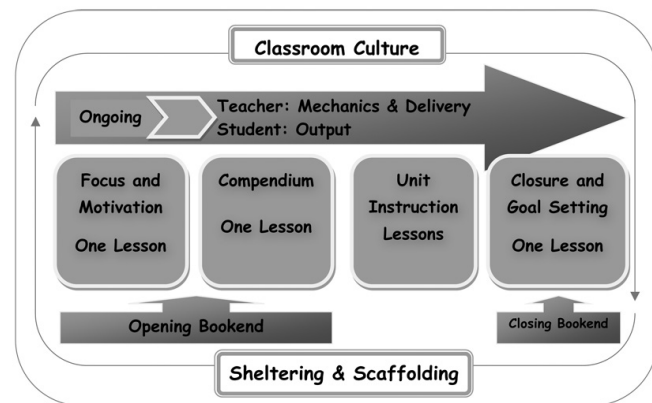 Classroom Culture
Ongoing
Teacher: Mechanics & Delivery
Student: Output
Focus and
Motivation
One Lesson
Compendium
One Lesson
Unit
Instruction
Lessons
Closure and
Goal Setting
One Lesson
Opening Bookend
Closing Bookend
Sheltering & Scaffolding